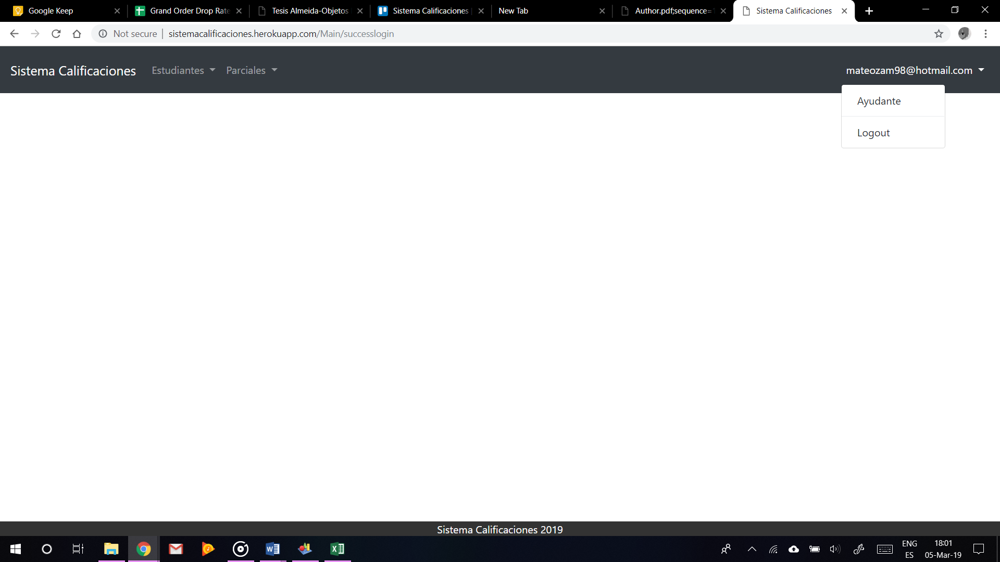 Google Keep
Grand Order Drop Rate
Tesis Almeida-Objetos
Sistema Calificaciones
New Tab
Author.pdf;sequence=
Sistema Calificaciones
Not secure | sistemacalificaciones.herokuapp.com/Main/successlogin
Sistema Calificaciones
Estudiantes
Parciales
mateozam98@hotmail.com
Ayudante
Logout
Sistema Calificaciones 2019
ENG
ES
18:01
05-Mar-19